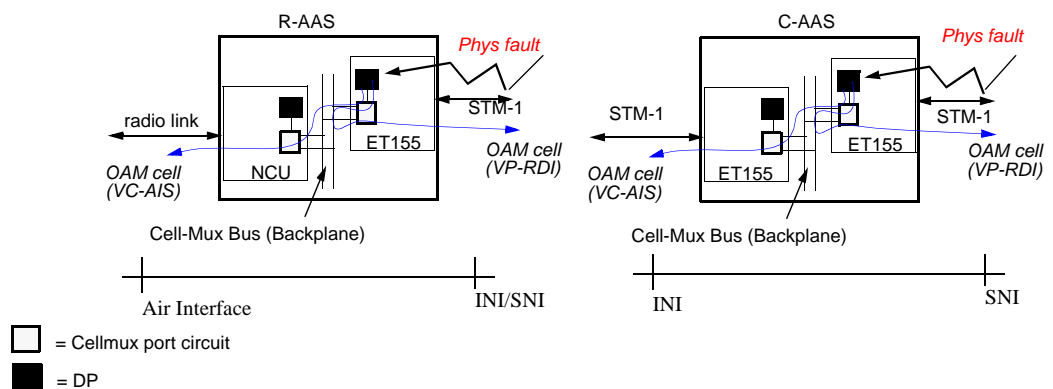 R-AAS
Phys fault
radio link
STM-1
ET155
NCU
OAM cell
(VC-AIS)
OAM cell
(VP-RDI)
Cell-Mux Bus (Backplane)
Air Interface
INI/SNI
C-AAS
Phys fault
STM-1
STM-1
ET155
ET155
OAM cell
(VC-AIS)
OAM cell
(VP-RDI)
Cell-Mux Bus (Backplane)
INI
SNI
= Cellmux port circuit
= DP